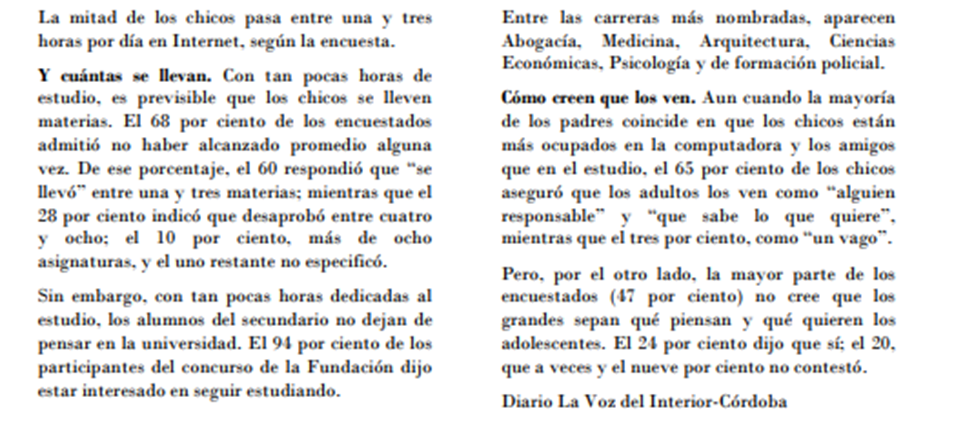 La mitad de los chicos pasa entre una y tres
horas por día en Internet, según la encuesta.
Y cuántas se llevan. Con tan pocas horas de
estudio, es previsible que los chicos se lleven
materias. El 68 por ciento de los encuestados
admitió no haber alcanzado promedio alguna
vez. De ese porcentaje, el 60 respondió que “se
llevó” entre una y tres materias; mientras que el
28 por ciento indicó que desaprobó entre cuatro
y ocho; el 10 por ciento, más de ocho
asignaturas, y el uno restante no especificó.
Sin embargo, con tan pocas horas dedicadas al
estudio, los alumnos del secundario no dejan de
pensar en la universidad. El 94 por ciento de los
participantes del concurso de la Fundación dijo
estar interesado en seguir estudiando.
Entre las carreras más nombradas, aparecen
Abogacía, Medicina, Arquitectura, Ciencias
Económicas, Psicología y de formación policial.
Cómo creen que los ven. Aun cuando la mayoría
de los padres coincide en que los chicos están
más ocupados en la computadora y los amigos
que en el estudio, el 65 por ciento de los chicos
aseguró que los adultos los ven como “alguien
responsable” y “que sabe lo que quiere”,
mientras que el tres por ciento, como “un vago”.
Pero, por el otro lado, la mayor parte de los
encuestados (47 por ciento) no cree que los
grandes sepan qué piensan y qué quieren los
adolescentes. El 24 por ciento dijo que sí; el 20,
que a veces y el nueve por ciento no contestó.
Diario La Voz del Interior-Córdoba